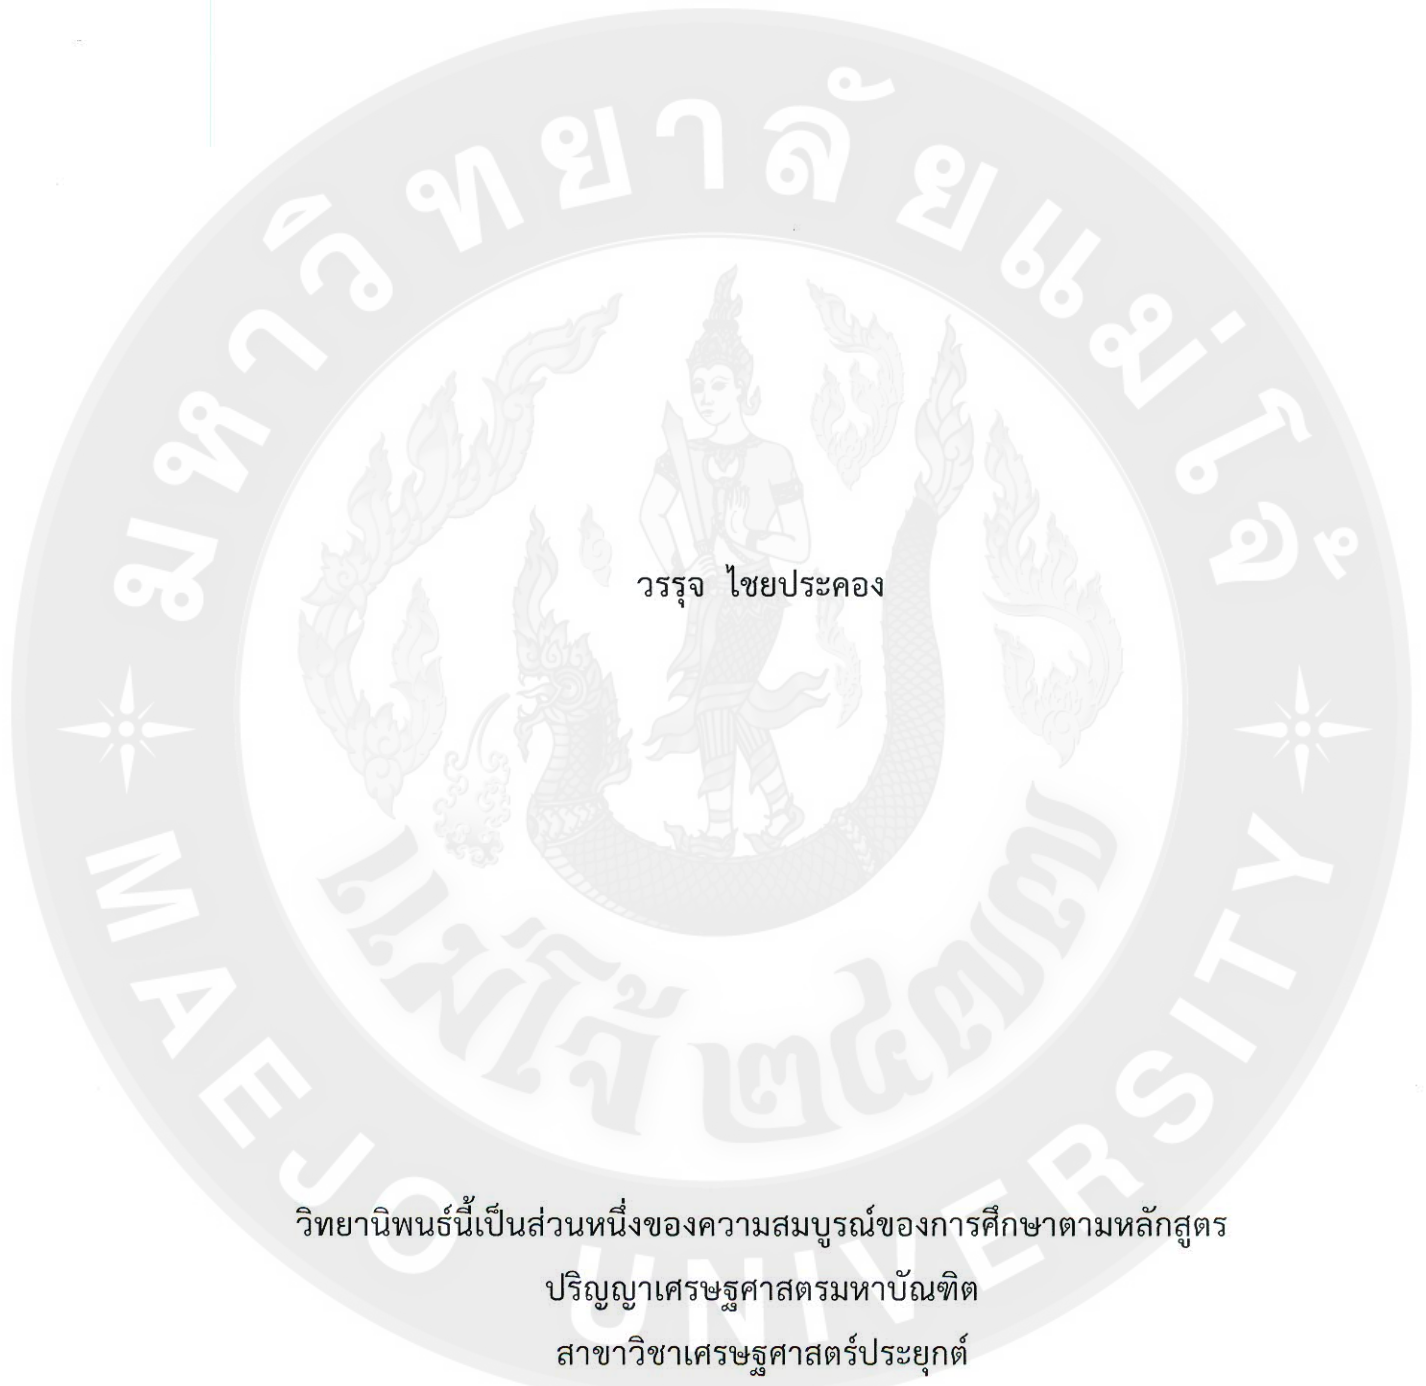 มหาวิทยาลัยแม่โจ้
วรรุจ ไชยประคอง
แม่โจ้ ๒๔๗๗
MAEJO UNIVERSITY
วิทยานิพนธ์นี้เป็นส่วนหนึ่งของความสมบูรณ์ของการศึกษาตามหลักสูตร
ปริญญาเศรษฐศาสตรมหาบัณฑิต
สาขาวิชาเศรษฐศาสตร์ประยุกต์